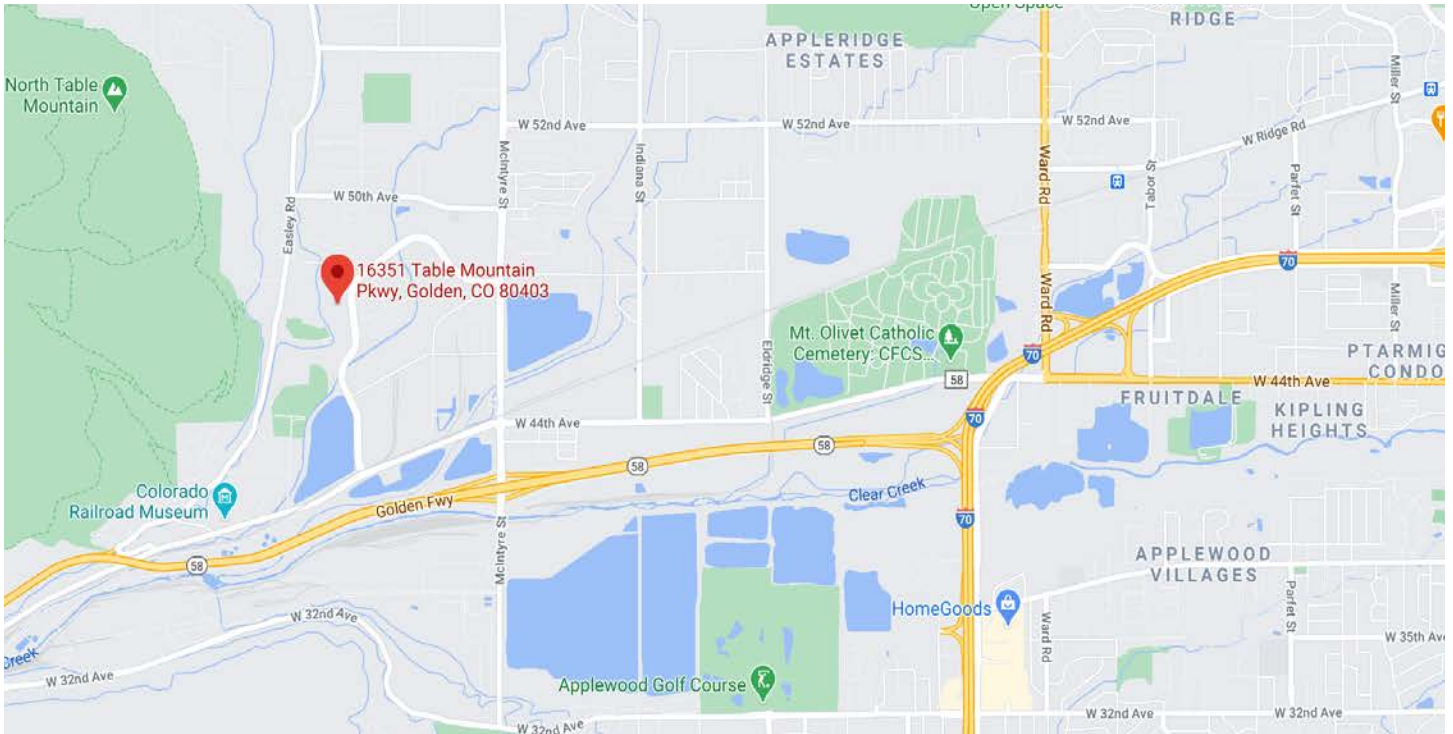 Open Space
RIDGE
APPLERIDGE
ESTATES
North Table
Mountain
Miller St
W 52nd Ave
W 52nd Ave
W 52nd Ave
W Ridge Rd
McIntyre St
Indiana St
Ward Rd
Tabor St
Parfet St
W 50th Ave
Easley Rd
16351 Table Mountain
Pkwy, Golden, CO 80403
70
Ward Rd
Miller St
Mt. Olivet Catholic
Cemetery: CFCS...
Eldridge St
70
58
PTARMIG
CONDO
W 44th Ave
FRUITDALE
KIPLING
HEIGHTS
70
W 44th Ave
58
58
Colorado
Railroad Museum
Golden Fwy
Clear Creek
70
McIntyre St
58
APPLEWOOD
VILLAGES
HomeGoods
Parfet St
Ward Rd
W 32nd Ave
W 35th Av
Creek
W 32nd Ave
Applewood Golf Course
W 32nd Ave
W 32nd Ave
W 32nd Ave